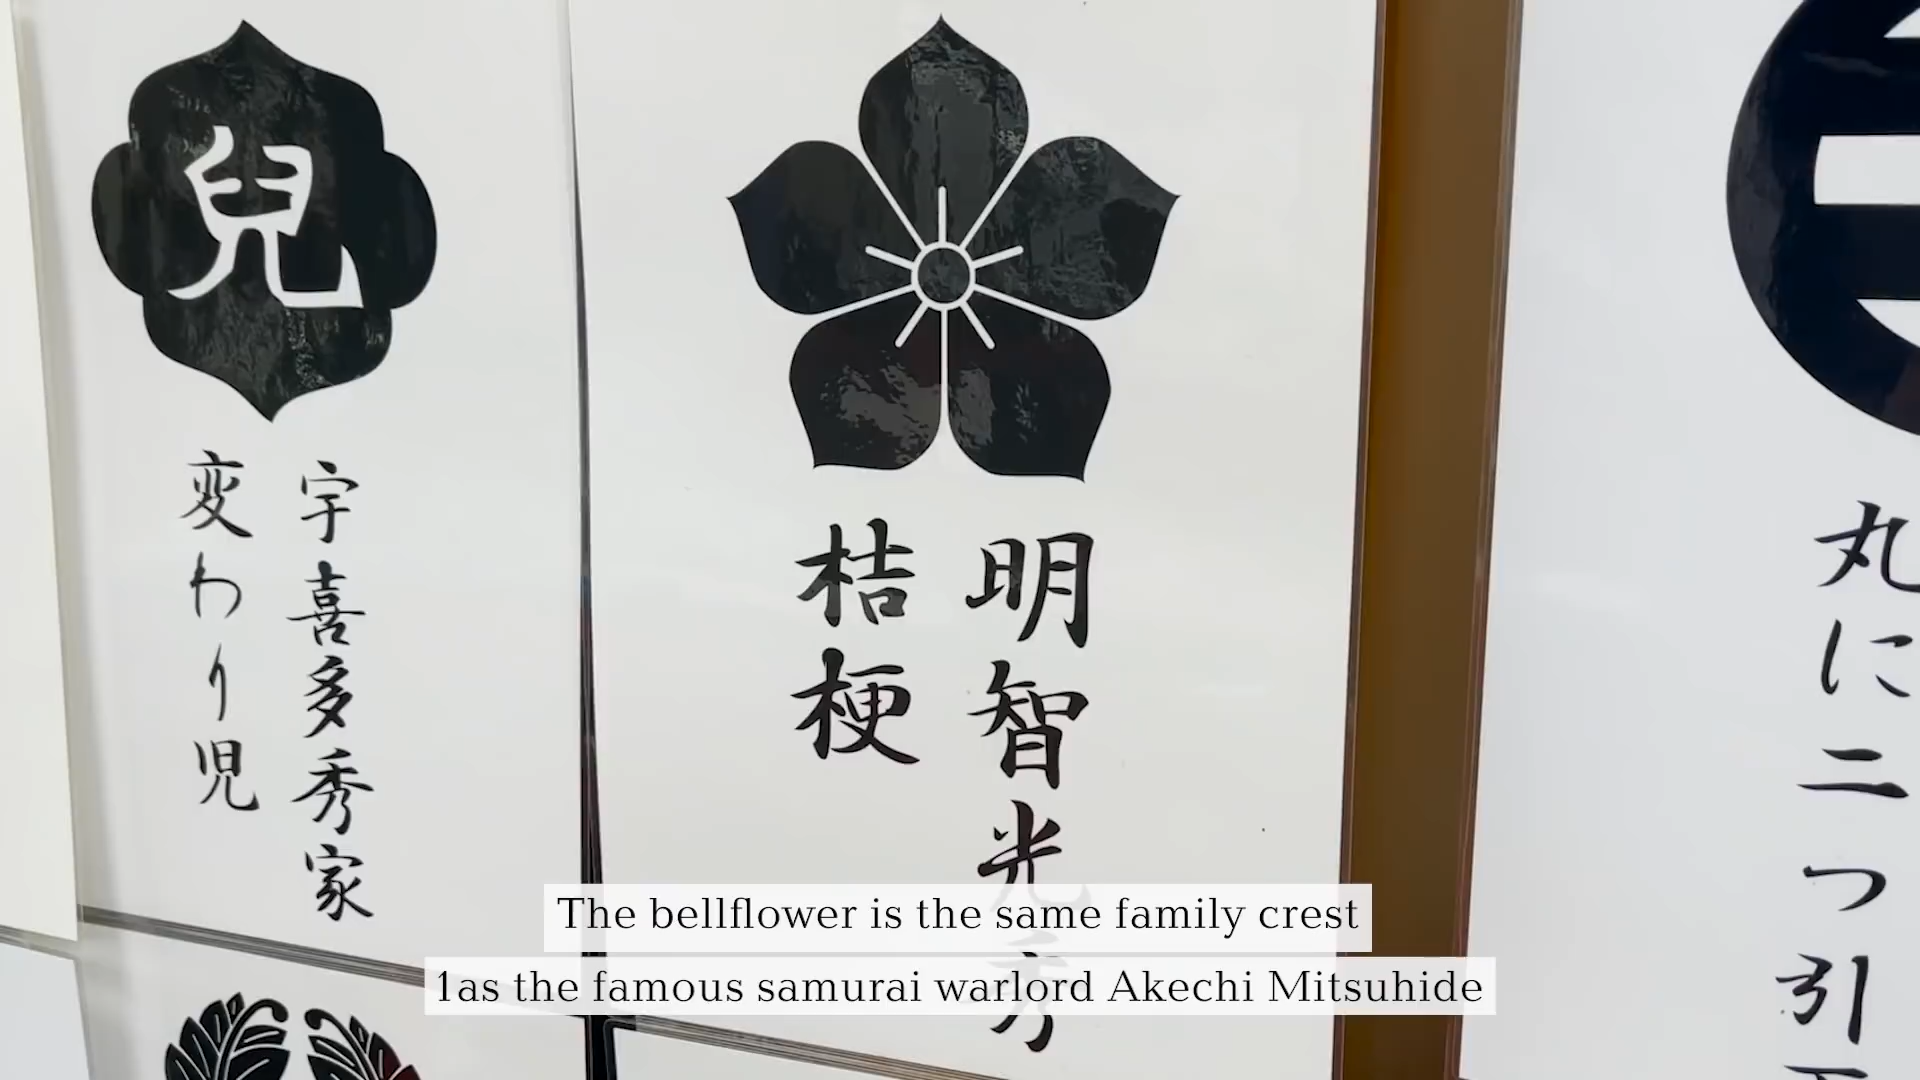 兒
宇喜多秀家
変わり児
明智光秀
桔梗
丸に二つ引
The bellflower is the same family crest
1as the famous samurai warlord Akechi Mitsuhide